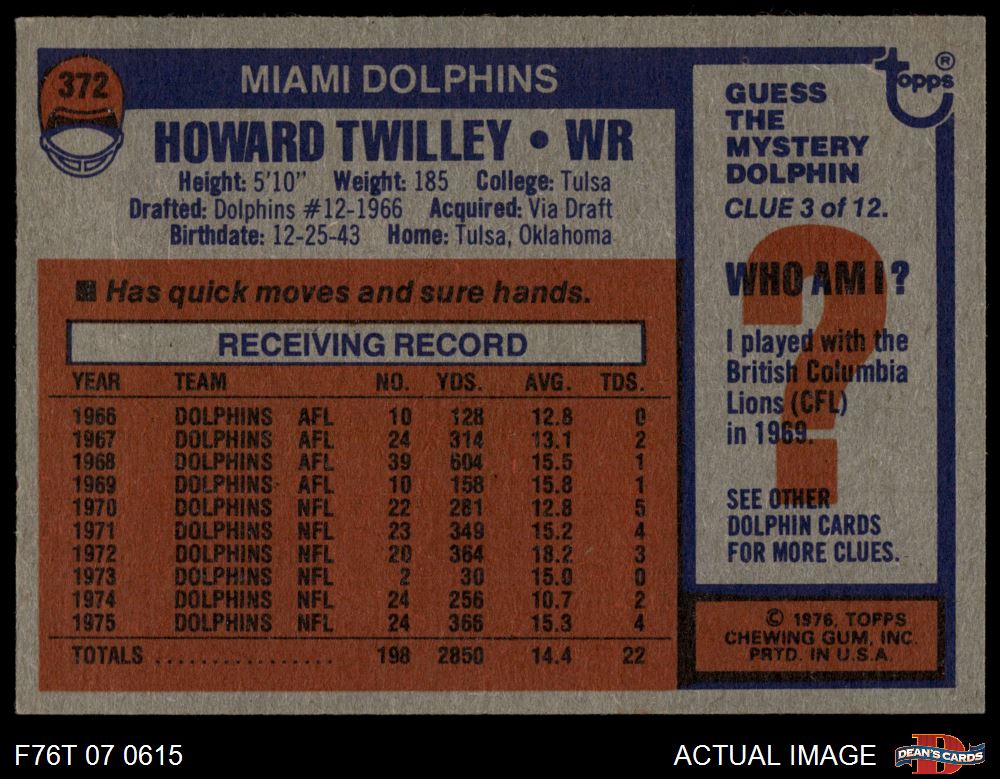 372
MIAMI DOLPHINS
HOWARD TWILLEY • WR
Height: 5'10" Weight: 185 College: Tulsa
Drafted: Dolphins #12-1966 Acquired: Via Draft
Birthdate: 12-25-43 Home: Tulsa, Oklahoma
■ Has quick moves and sure hands.
RECEIVING RECORD
YEAR TEAM NO. YDS. AVG. TDS.
1966 DOLPHINS AFL 10 128 12.8 0
1967 DOLPHINS AFL 24 314 13.1 2
1968 DOLPHINS AFL 39 604 15.5 1
1969 DOLPHINS AFL 10 158 15.8 1
1970 DOLPHINS NFL 22 281 12.8 5
1971 DOLPHINS NFL 23 349 15.2 4
1972 DOLPHINS NFL 20 364 18.2 3
1973 DOLPHINS NFL 2 30 15.0 0
1974 DOLPHINS NFL 24 256 10.7 2
1975 DOLPHINS NFL 24 366 15.3 4
TOTALS ................ 198 2850 14.4 22
Topps ®
GUESS
THE
MYSTERY
DOLPHIN
CLUE 3 of 12.
?
WHO AM I?
I played with the
British Columbia
Lions (CFL)
in 1969.
SEE OTHER
DOLPHIN CARDS
FOR MORE CLUES.
© 1976, TOPPS
CHEWING GUM, INC.
PRTD. IN U.S.A.
F76T 07 0615
ACTUAL IMAGE
D
DEAN'S CARDS